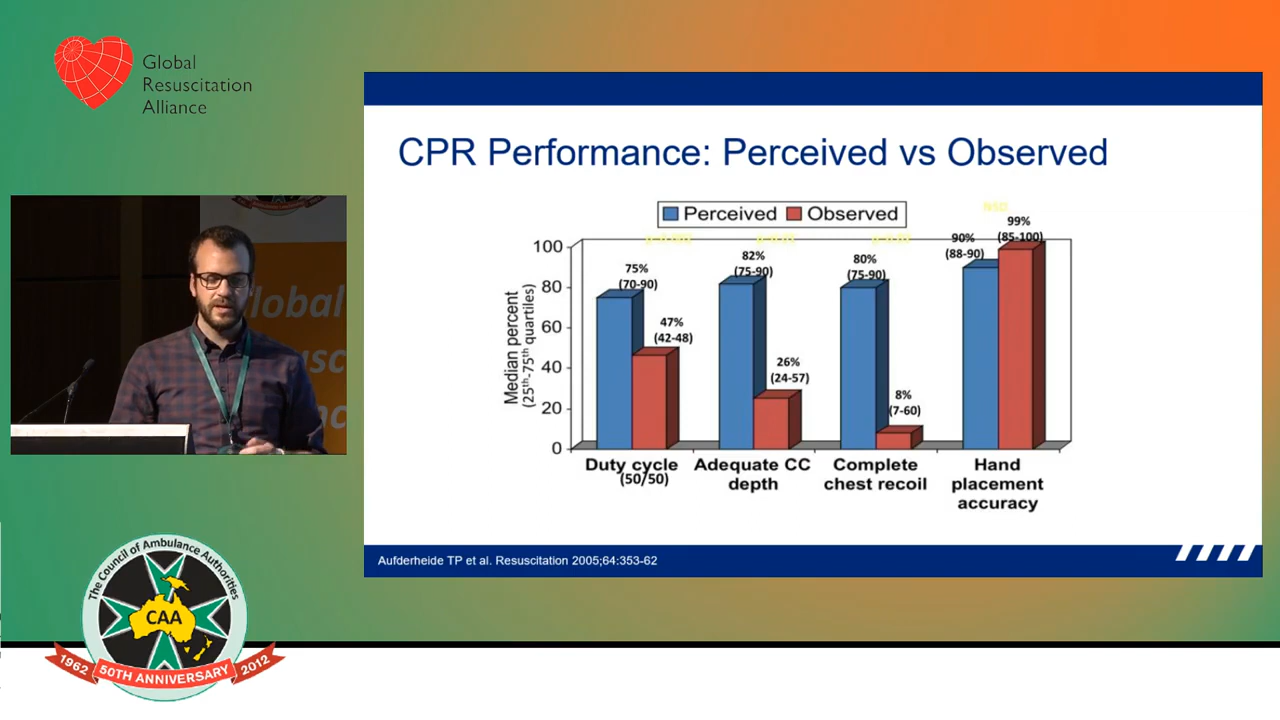 Global
Resuscitation
Alliance
CPR Performance: Perceived vs Observed
Perceived Observed
NSD
99%
(85-100)
90%
(88-90)
82%
(75-90)
80%
(75-90)
75%
(70-90)
47%
(42-48)
26%
(24-57)
8%
(7-60)
100
80
60
40
20
0
Median percent
(25th-75th quartiles)
Duty cycle
(50/50)
Adequate CC
depth
Complete
chest recoil
Hand
placement
accuracy
Aufderheide TP et al. Resuscitation 2005;64:353-62
lobal
The Council of Ambulance Authorities
CAA
1962 50TH ANNIVERSARY 2012